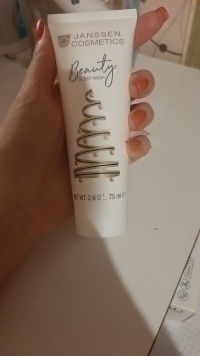 JANSSEN
COSMETICS
Beauty
NET WT. 2.6 OZ. 75 ml ℮